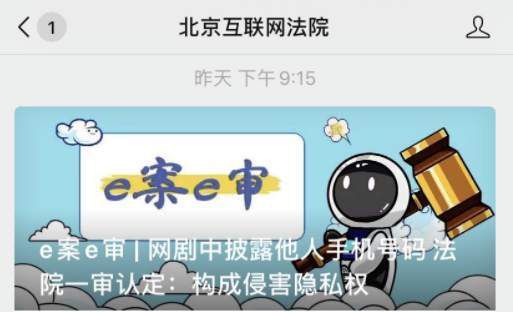 1
北京互联网法院
昨天 下午9:15
e案e审
e案e审 | 网剧中披露他人手机号码 法
院一审认定：构成侵害隐私权